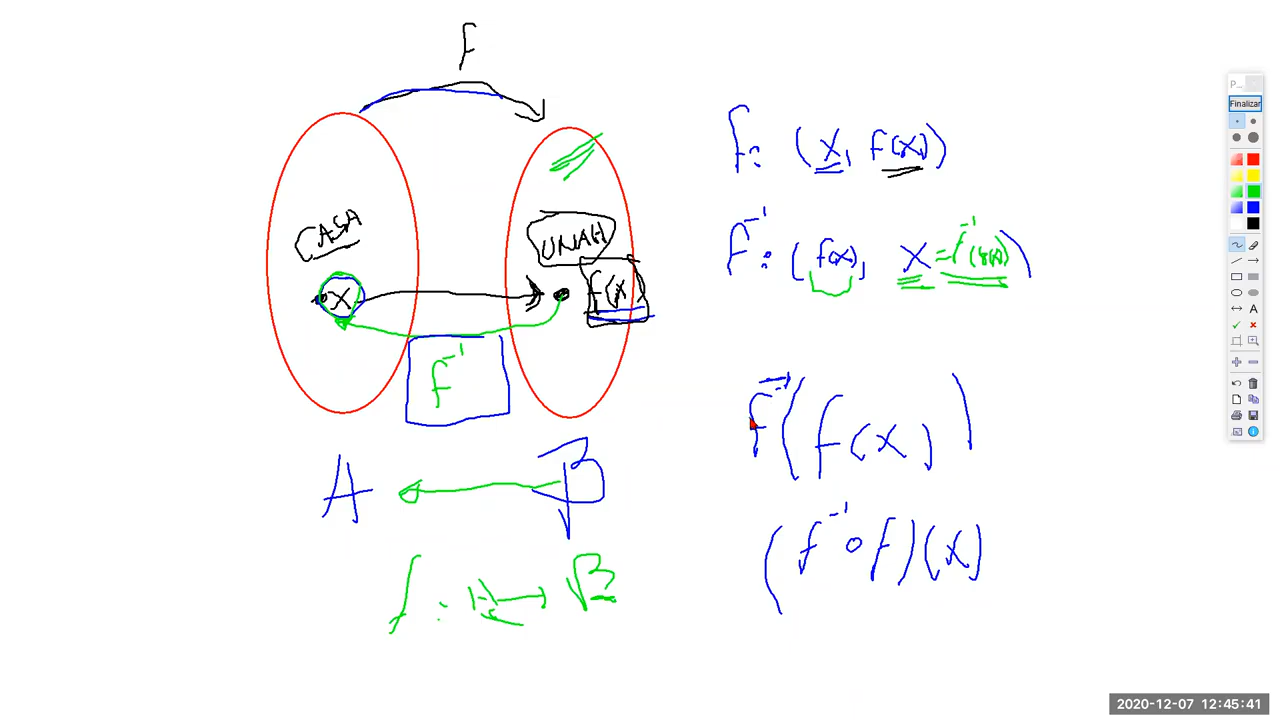 F
f: (x, f(x))
CASA
UNAH
f⁻¹: (f(x), x = f⁻¹(f(x)))
x
f(x)
f⁻¹
f⁻¹(f(x))
A
B
(f⁻¹ ∘ f)(x)
f: A → B
P...
Finalizar
A
2020-12-07 12:45:41